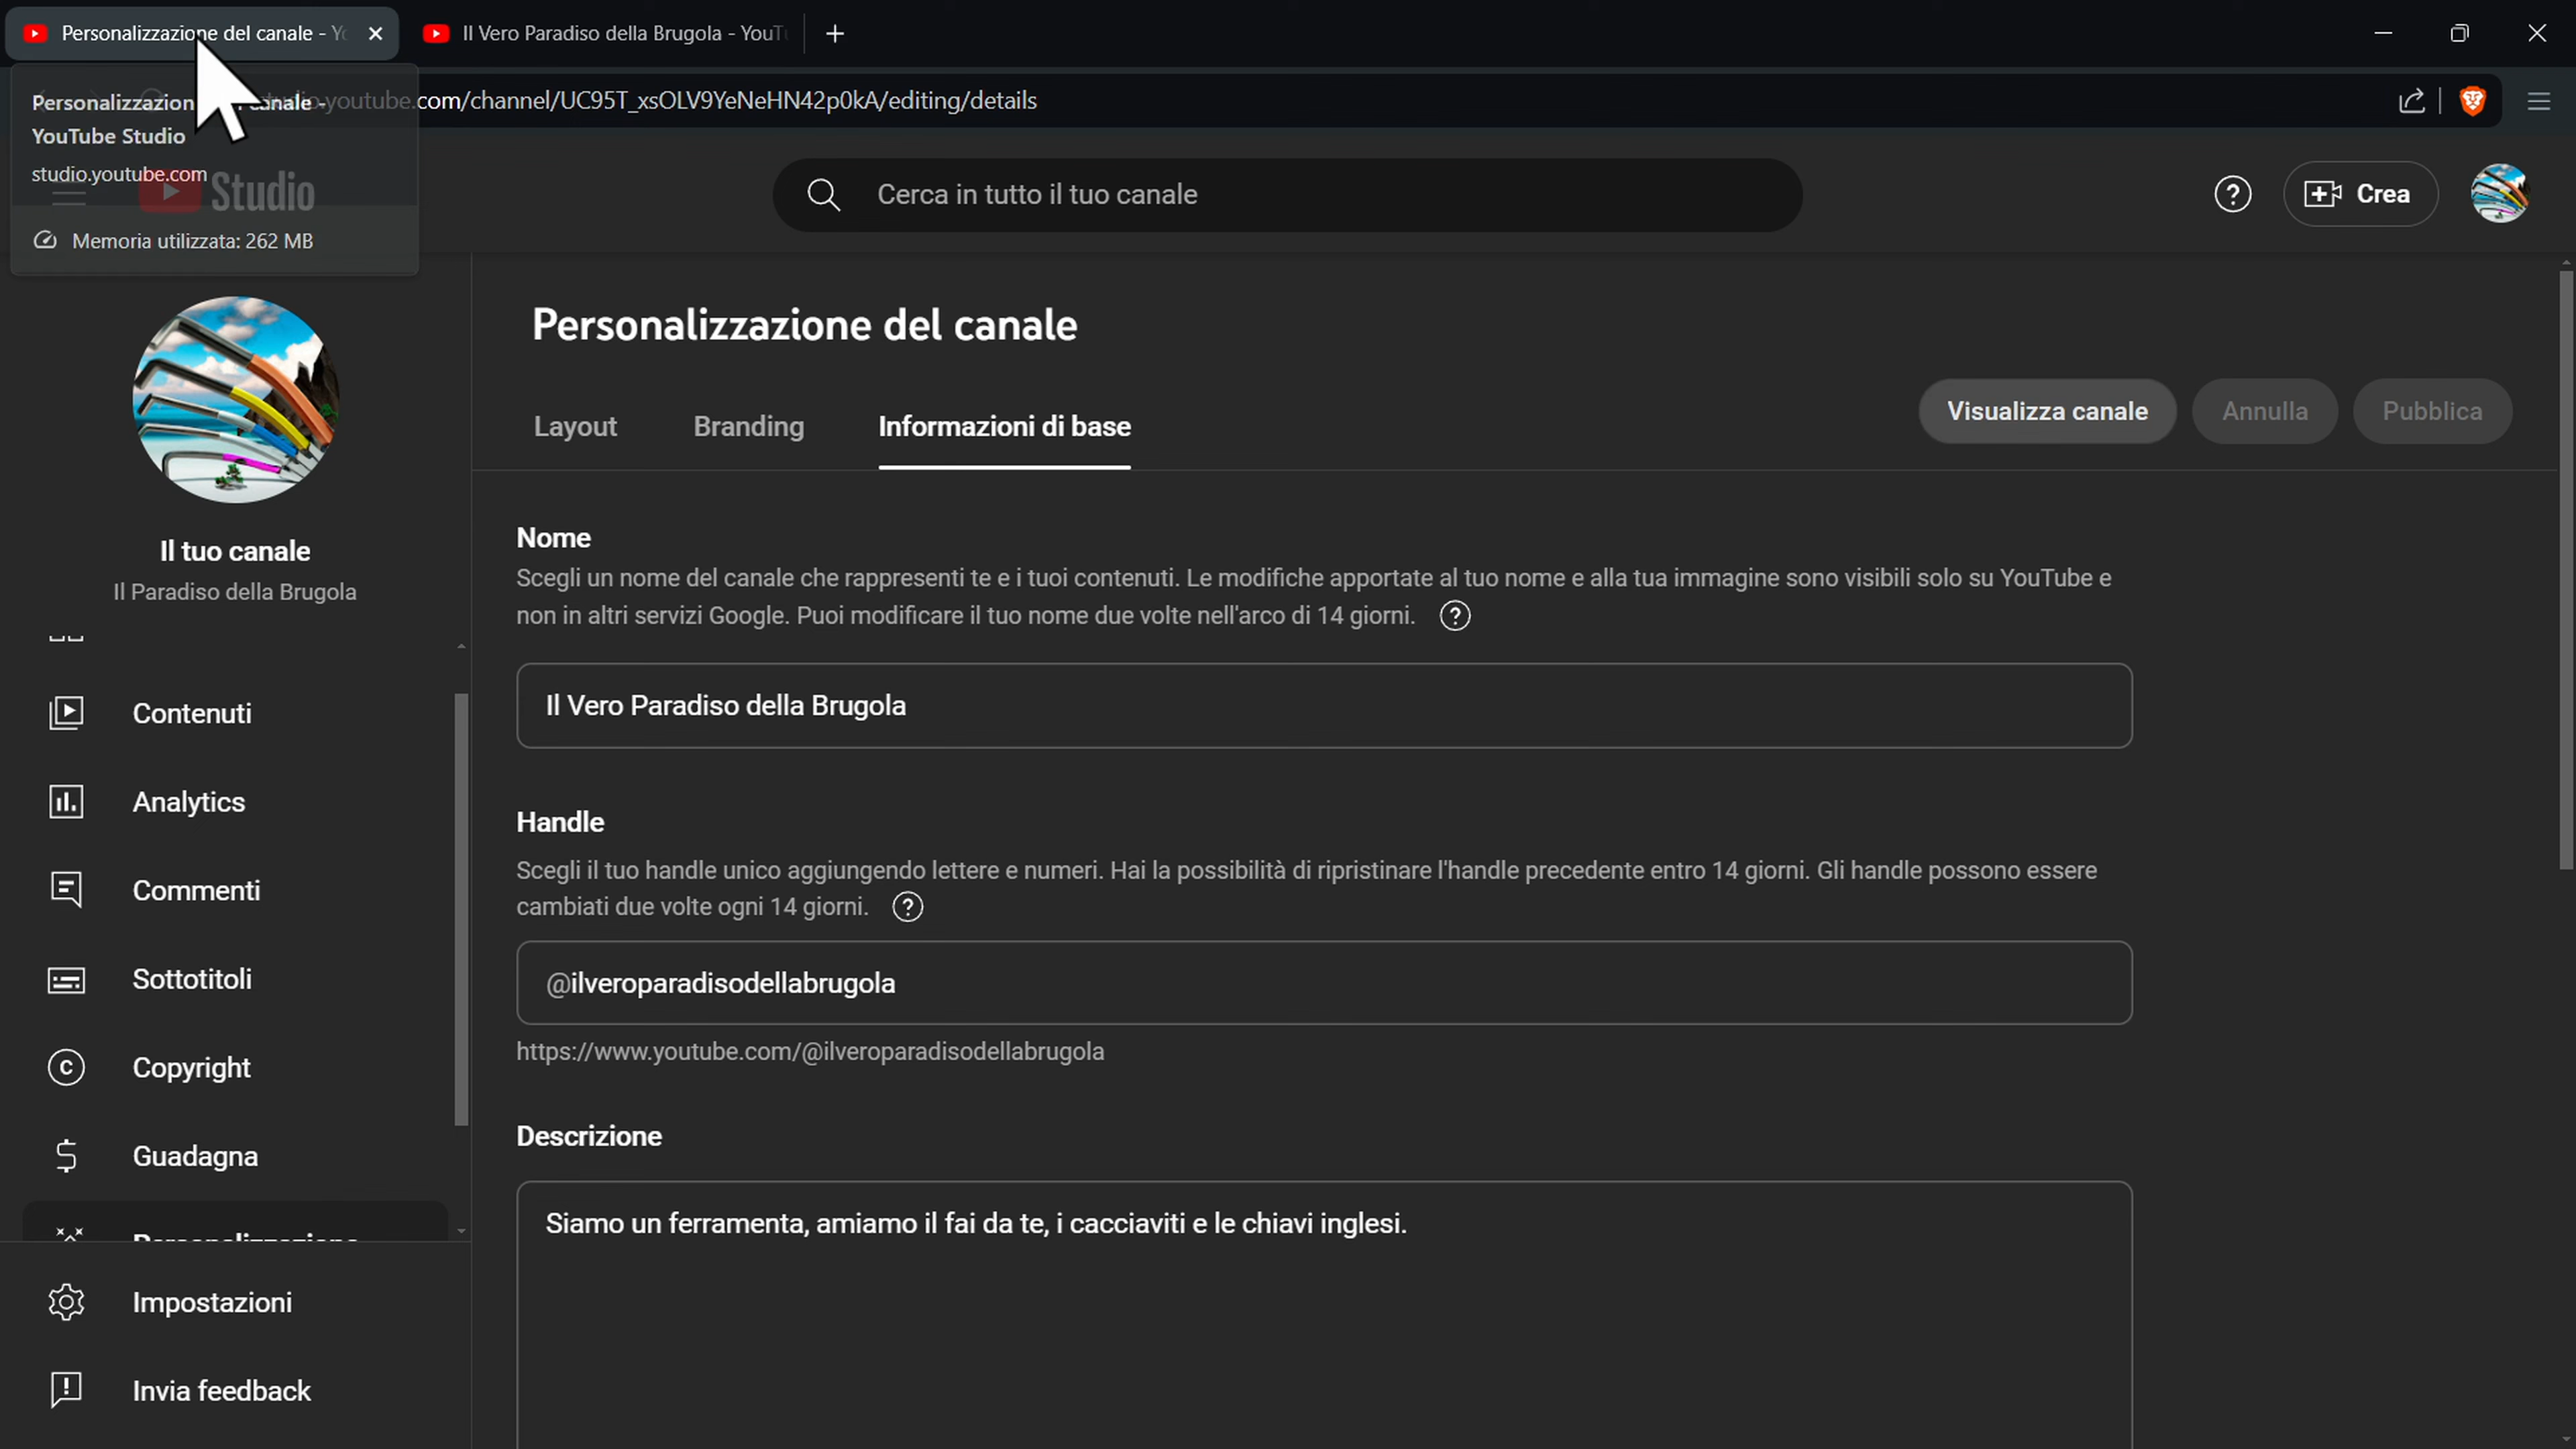 Personalizzazione del canale - Yo
Il Vero Paradiso della Brugola - YouTu
Personalizzazion canale -
YouTube Studio
studio.youtube.com
Memoria utilizzata: 262 MB
youtube.com/channel/UC95T_xsOLV9YeNeHN42p0kA/editing/details
Studio
Cerca in tutto il tuo canale
Crea
Il tuo canale
Il Paradiso della Brugola
Contenuti
Analytics
Commenti
Sottotitoli
Copyright
Guadagna
Personalizzazione
Impostazioni
Invia feedback
Personalizzazione del canale
Layout
Branding
Informazioni di base
Visualizza canale
Annulla
Pubblica
Nome
Scegli un nome del canale che rappresenti te e i tuoi contenuti. Le modifiche apportate al tuo nome e alla tua immagine sono visibili solo su YouTube e
non in altri servizi Google. Puoi modificare il tuo nome due volte nell'arco di 14 giorni.
Il Vero Paradiso della Brugola
Handle
Scegli il tuo handle unico aggiungendo lettere e numeri. Hai la possibilità di ripristinare l'handle precedente entro 14 giorni. Gli handle possono essere
cambiati due volte ogni 14 giorni.
@ilveroparadisodellabrugola
https://www.youtube.com/@ilveroparadisodellabrugola
Descrizione
Siamo un ferramenta, amiamo il fai da te, i cacciaviti e le chiavi inglesi.